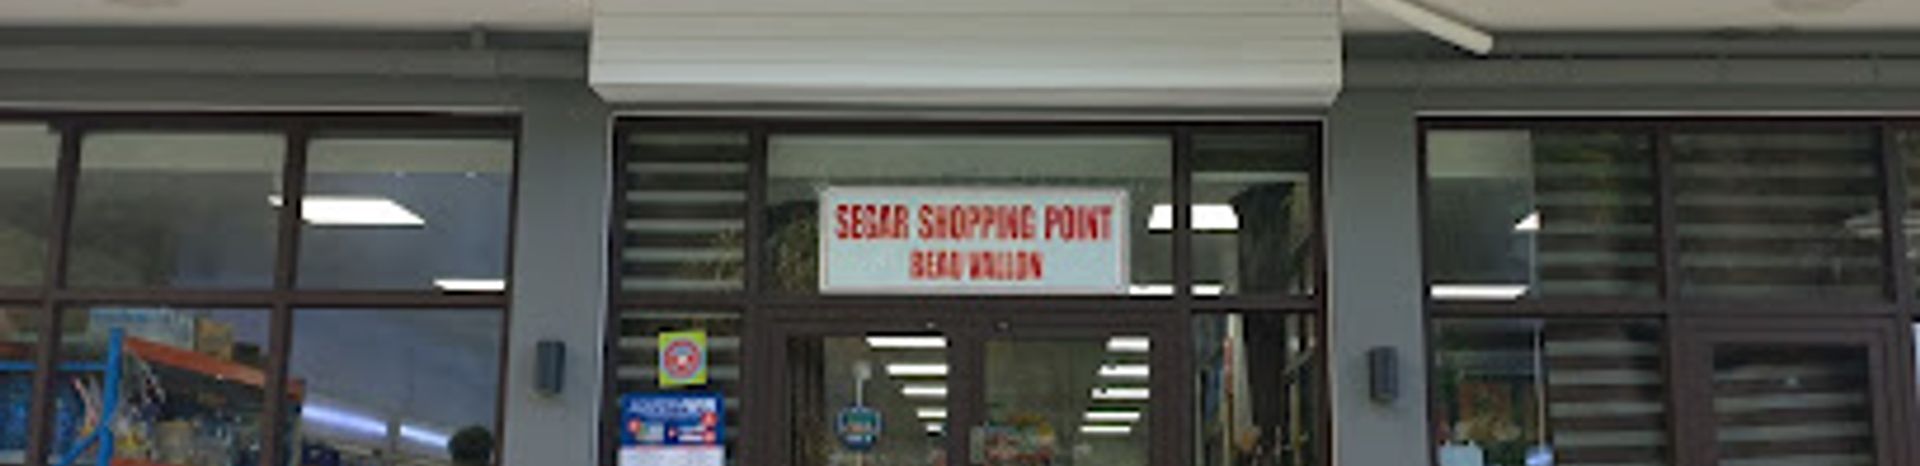 SEGAR SHOPPING POINT
BEAU VALLON